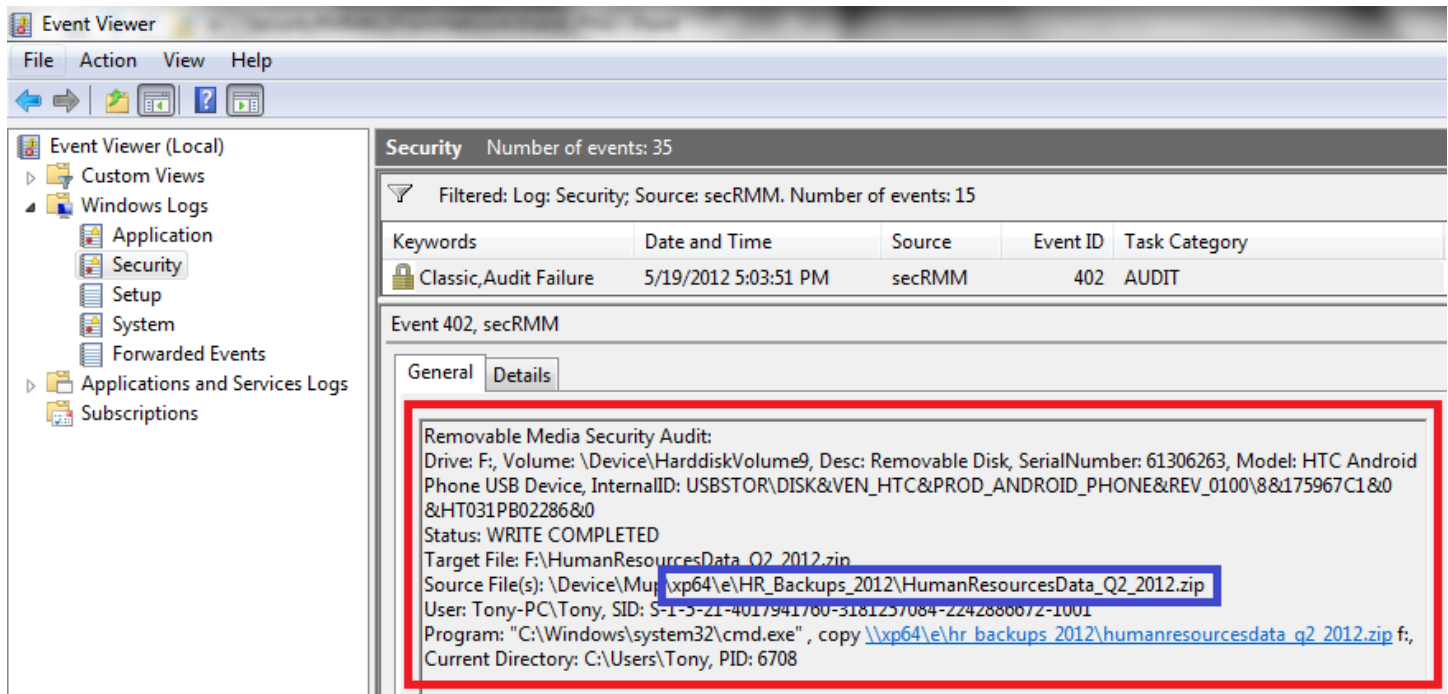 Event Viewer
File Action View Help
Event Viewer (Local)
Custom Views
Windows Logs
Application
Security
Setup
System
Forwarded Events
Applications and Services Logs
Subscriptions
Security Number of events: 35
Filtered: Log: Security; Source: secRMM. Number of events: 15
Keywords Date and Time Source Event ID Task Category
Classic,Audit Failure 5/19/2012 5:03:51 PM secRMM 402 AUDIT
Event 402, secRMM
General Details
Removable Media Security Audit:
Drive: F:, Volume: \Device\HarddiskVolume9, Desc: Removable Disk, SerialNumber: 61306263, Model: HTC Android
Phone USB Device, InternalID: USBSTOR\DISK&VEN_HTC&PROD_ANDROID_PHONE&REV_0100\8&175967C1&0
&HT031PB02286&0
Status: WRITE COMPLETED
Target File: F:\HumanResourcesData_Q2_2012.zip
Source File(s): \Device\Mup\xp64\e\HR_Backups_2012\HumanResourcesData_Q2_2012.zip
User: Tony-PC\Tony, SID: S-1-5-21-4017941760-3181257084-2242886672-1001
Program: "C:\Windows\system32\cmd.exe" , copy \\xp64\e\hr_backups_2012\humanresourcesdata_q2_2012.zip f:,
Current Directory: C:\Users\Tony, PID: 6708